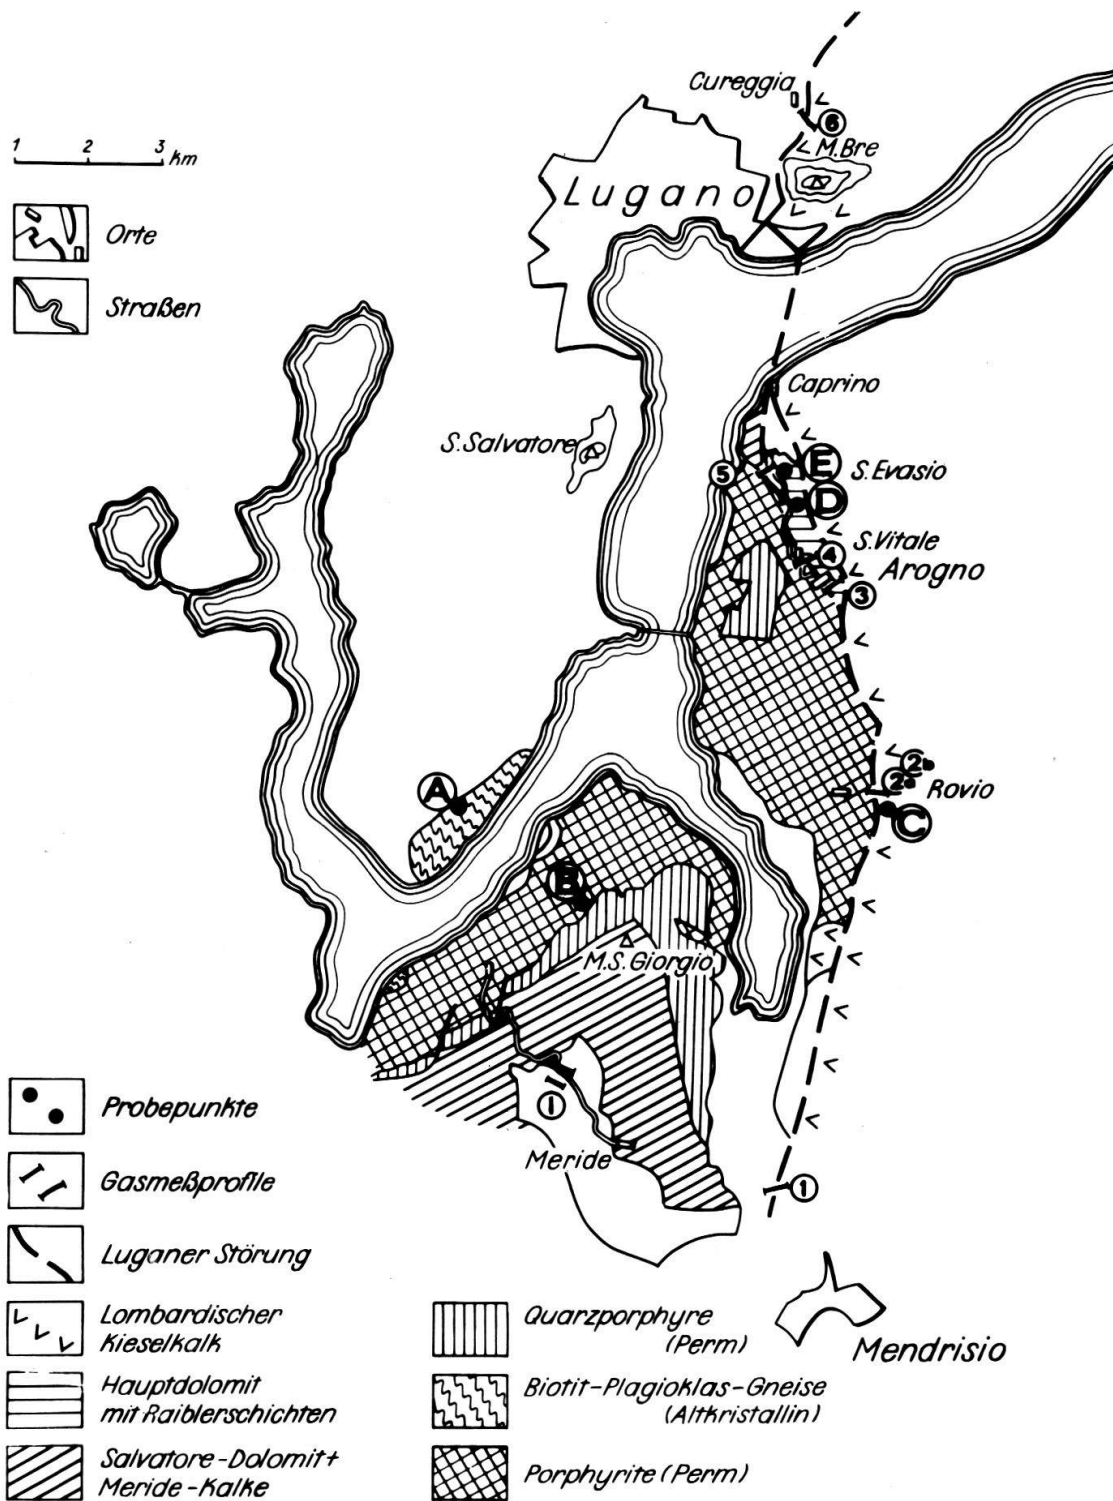 Cureggia
6
M.Bre
1 2 3 km
Lugano
Orte
Straßen
Caprino
S.Salvatore
5
E
S.Evasio
D
S.Vitale
4
Arogno
3
2b
2a
Rovio
A
C
B
M.S.Giorgio
1
Meride
1
Mendrisio
Probepunkte
Gasmeßprofile
Luganer Störung
Lombardischer
Kieselkalk
Hauptdolomit
mit Raiblerschichten
Salvatore-Dolomit+
Meride-Kalke
Quarzporphyre
(Perm)
Biotit-Plagioklas-Gneise
(Altkristallin)
Porphyrite (Perm)